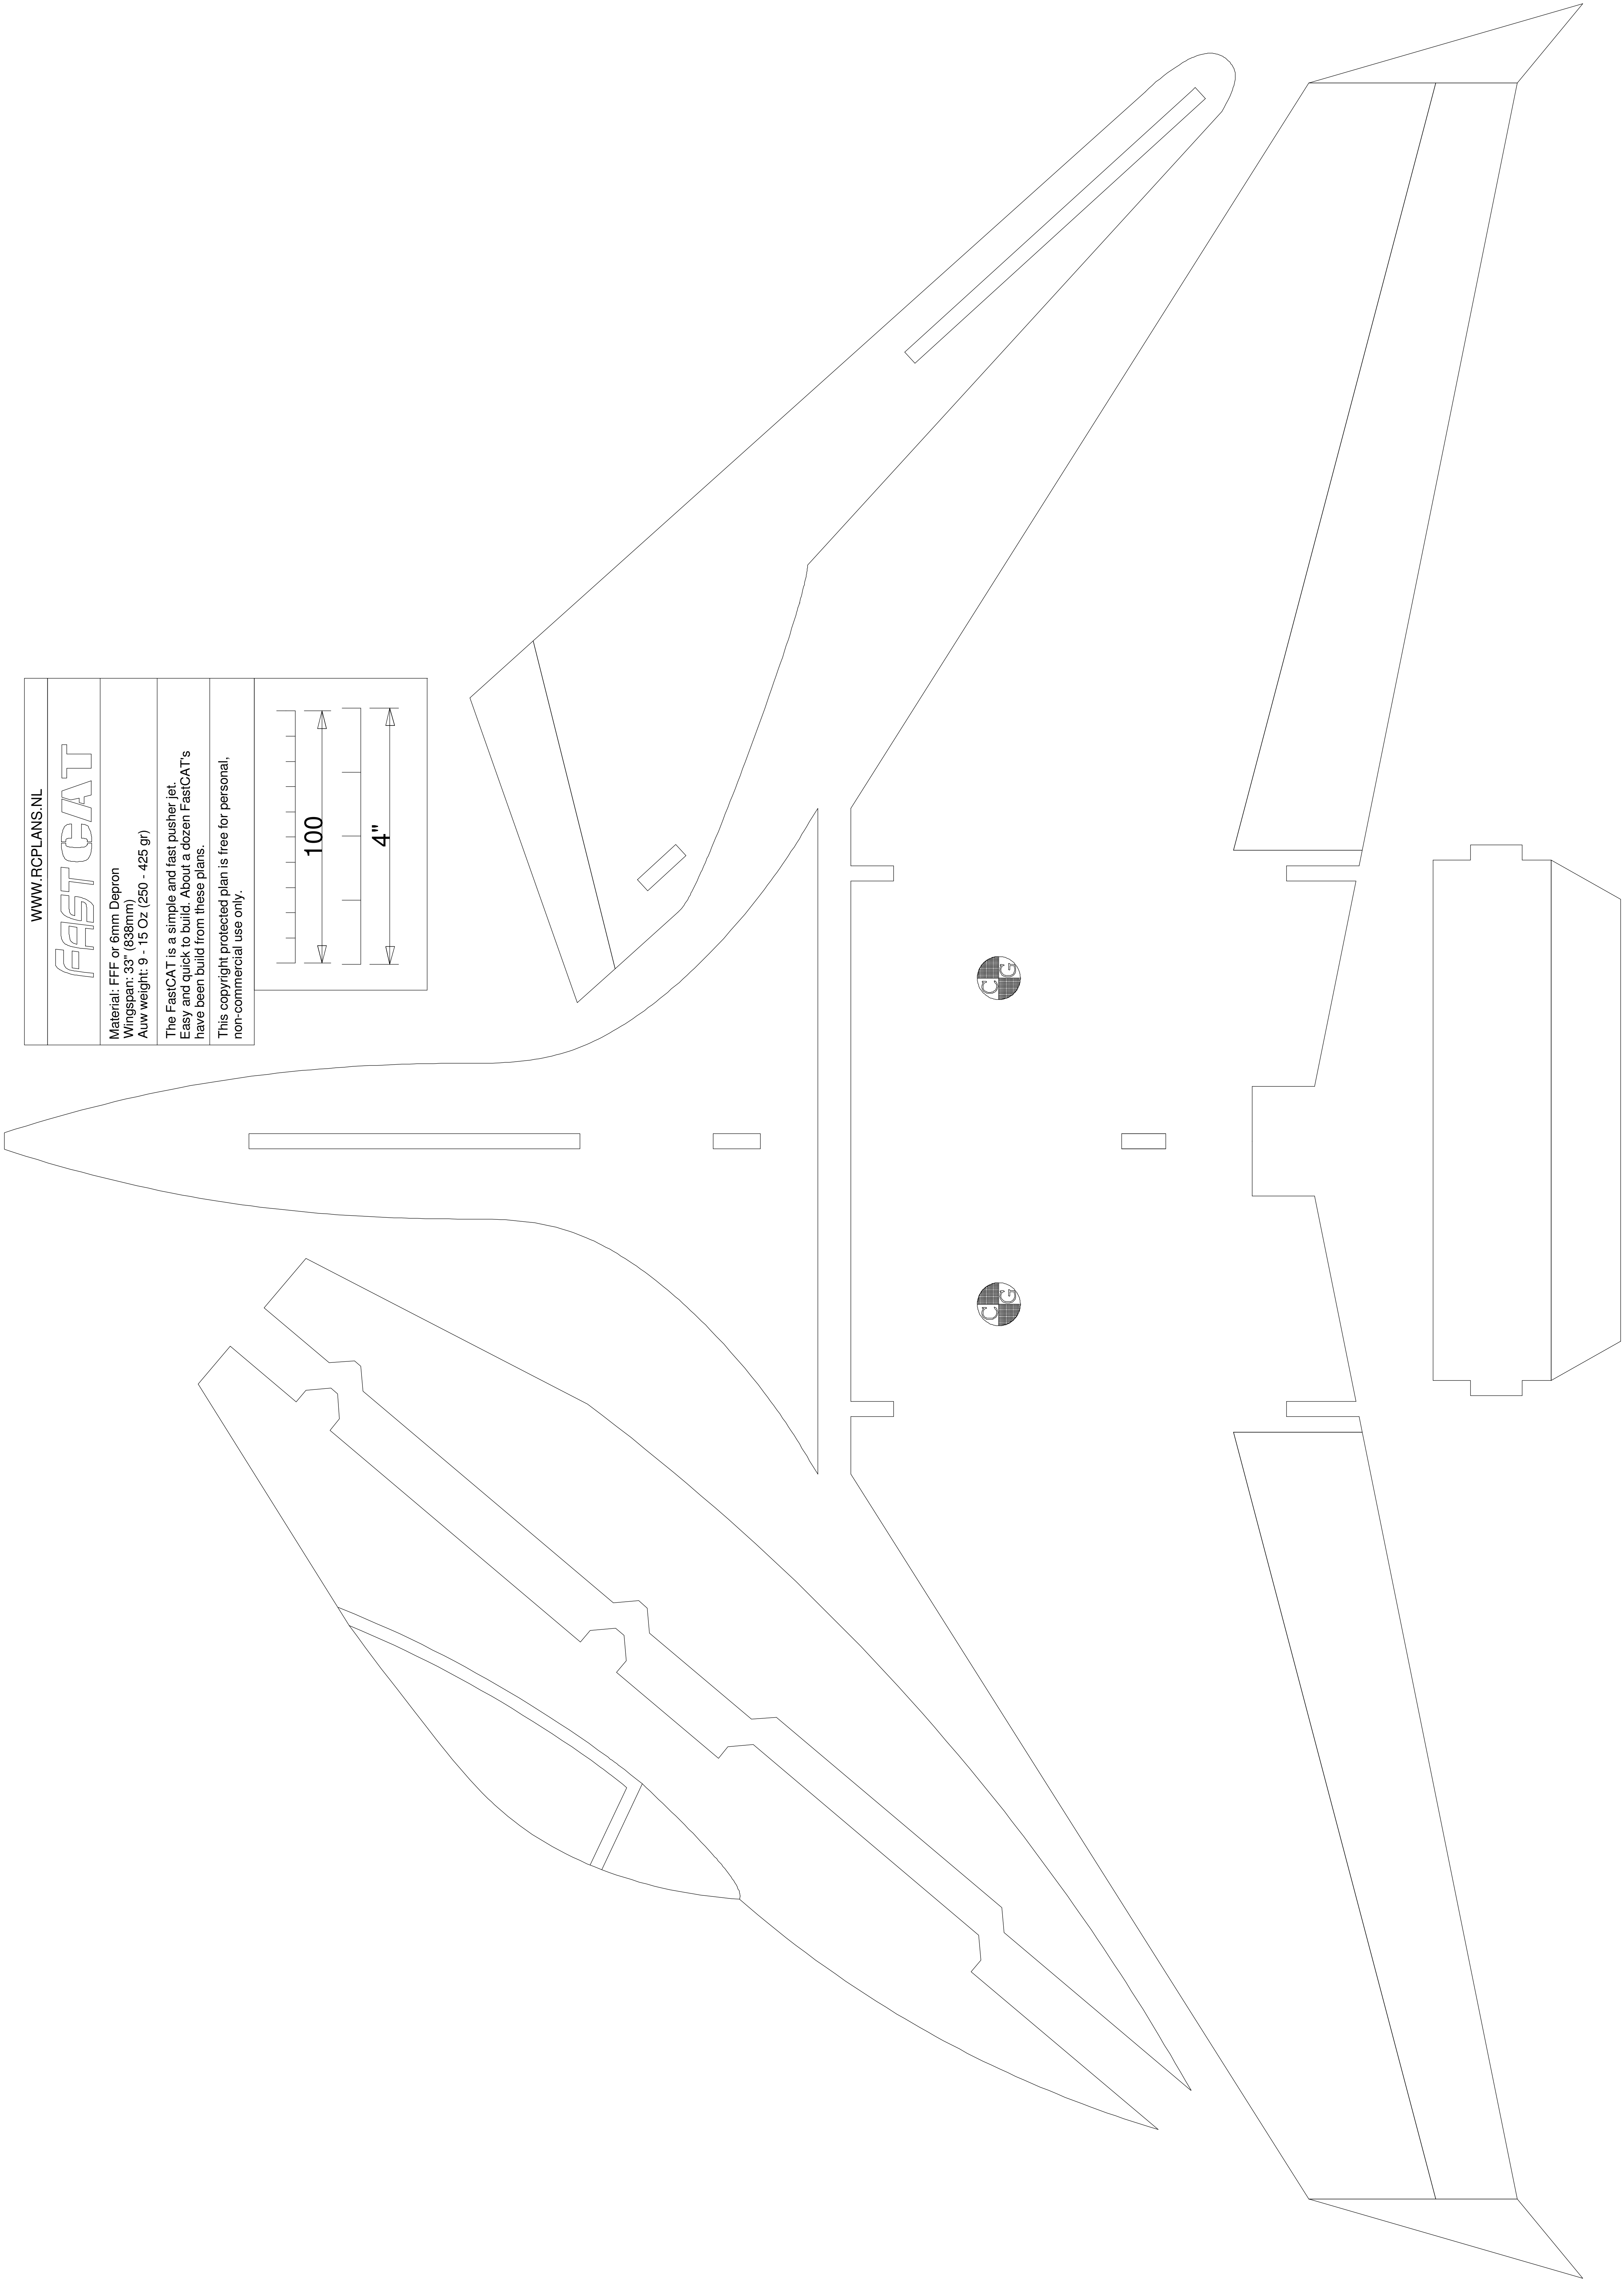 WWW.RCPLANS.NL
FASTCAT
Material: FFF or 6mm Depron
Wingspan: 33" (838mm)
Auw weight: 9 - 15 Oz (250 - 425 gr)
The FastCAT is a simple and fast pusher jet.
Easy and quick to build. About a dozen FastCAT's
have been build from these plans.
This copyright protected plan is free for personal,
non-commercial use only.
100
4"
CG
CG